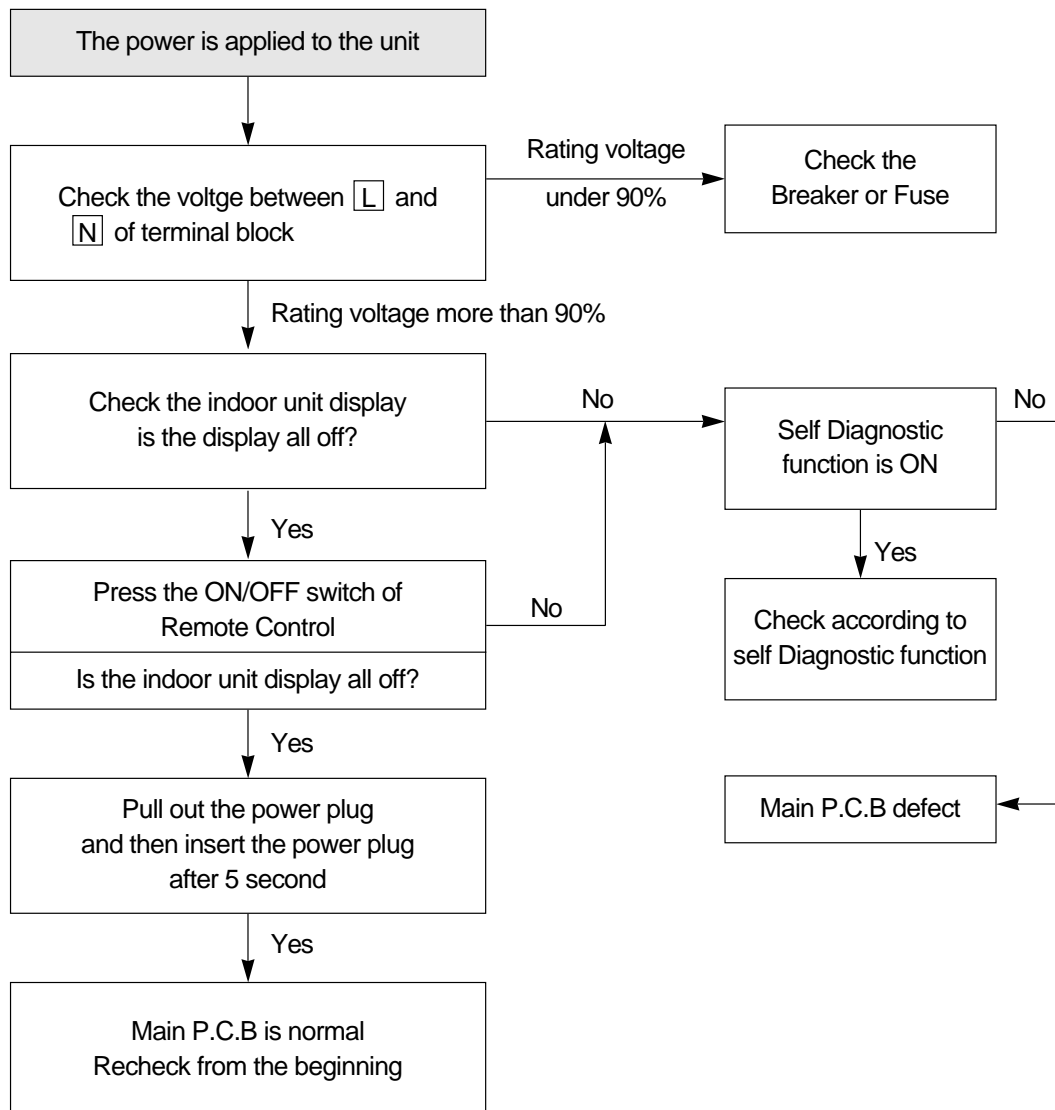 The power is applied to the unit
Check the voltge between L and
N of terminal block
Rating voltage
under 90%
Check the
Breaker or Fuse
Rating voltage more than 90%
Check the indoor unit display
is the display all off?
No
Self Diagnostic
function is ON
No
Yes
Yes
Press the ON/OFF switch of
Remote Control
No
Is the indoor unit display all off?
Check according to
self Diagnostic function
Yes
Pull out the power plug
and then insert the power plug
after 5 second
Main P.C.B defect
Yes
Main P.C.B is normal
Recheck from the beginning